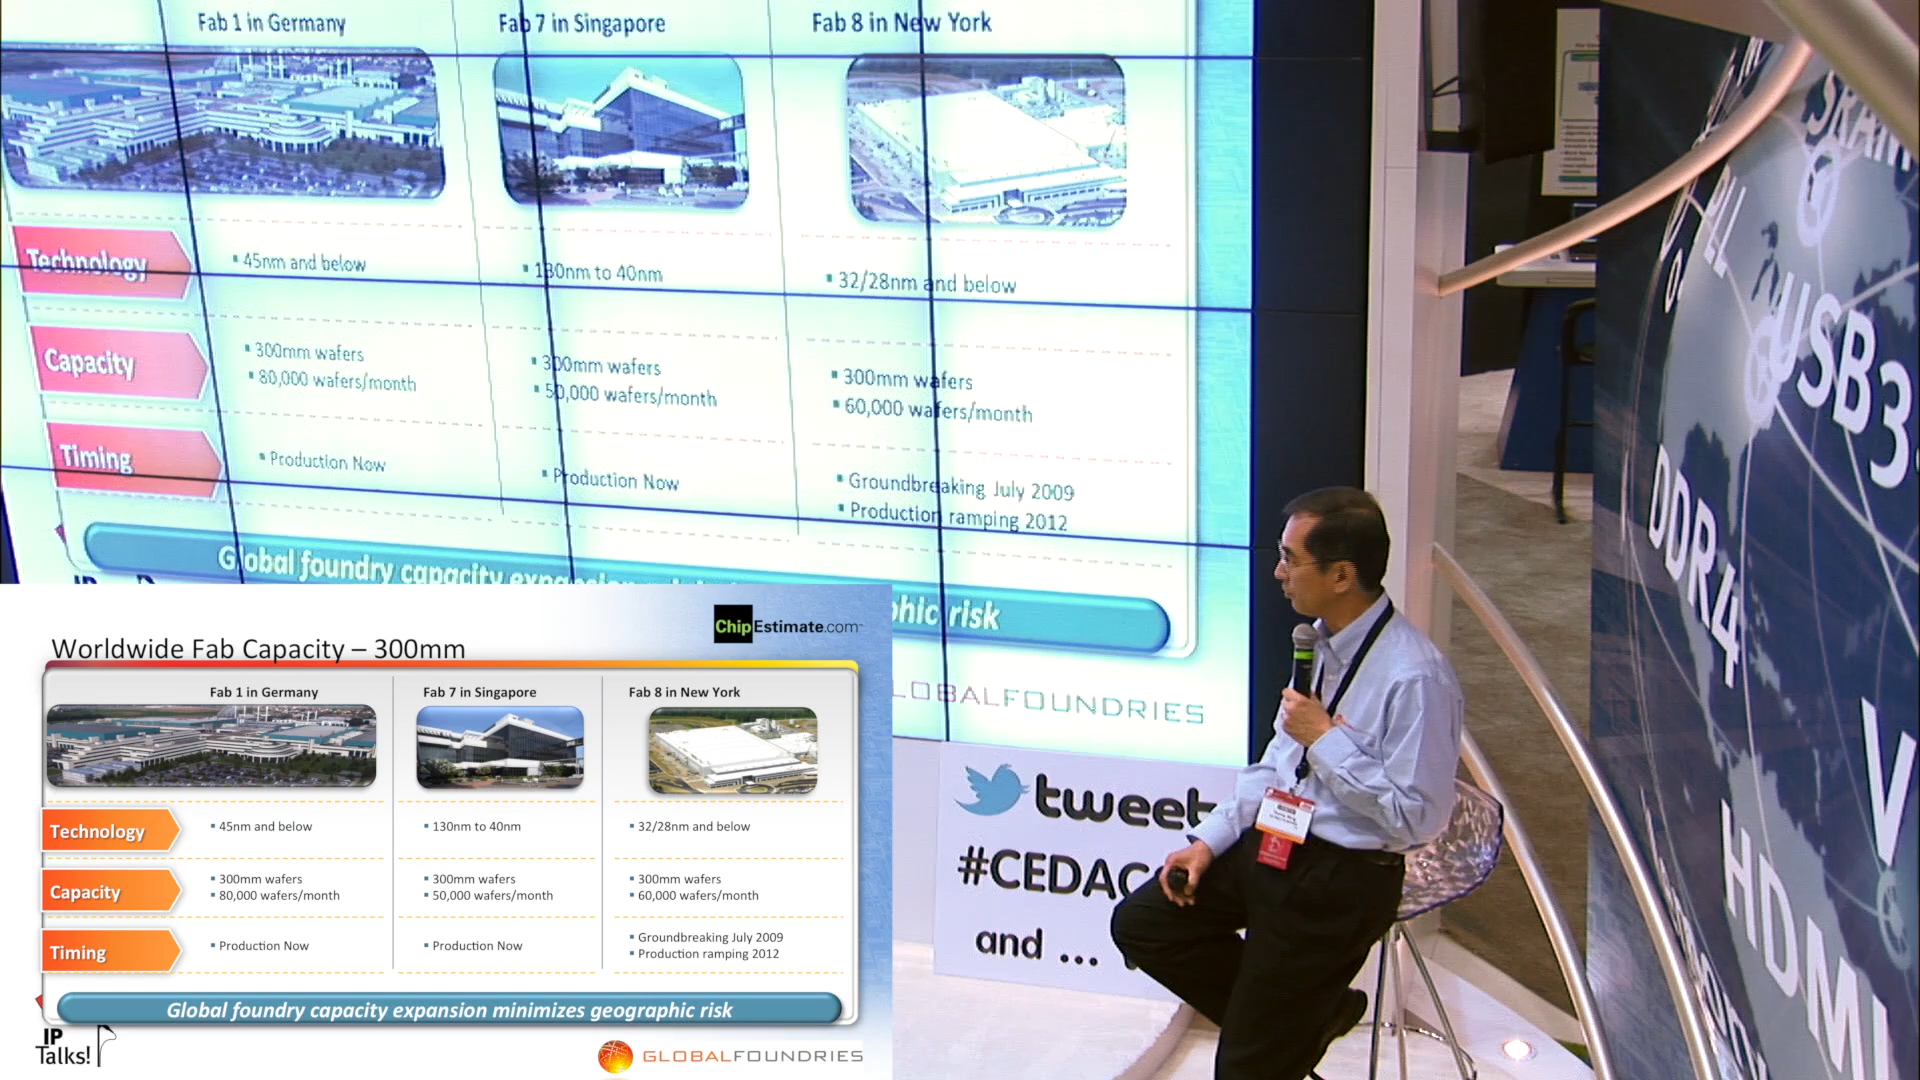 Fab 1 in Germany
Fab 7 in Singapore
Fab 8 in New York
Technology
45nm and below
130nm to 40nm
32/28nm and below
Capacity
300mm wafers
80,000 wafers/month
300mm wafers
50,000 wafers/month
300mm wafers
60,000 wafers/month
Timing
Production Now
Production Now
Groundbreaking July 2009
Production ramping 2012
Global foundry capacity
risk
LOBALFOUNDRIES
tweet
#CEDAC
and ...
SRAM
PLL
USB3
DDR4
HDMI
ChipEstimate.com
Worldwide Fab Capacity – 300mm
Fab 1 in Germany
Fab 7 in Singapore
Fab 8 in New York
Technology
45nm and below
130nm to 40nm
32/28nm and below
Capacity
300mm wafers
80,000 wafers/month
300mm wafers
50,000 wafers/month
300mm wafers
60,000 wafers/month
Timing
Production Now
Production Now
Groundbreaking July 2009
Production ramping 2012
Global foundry capacity expansion minimizes geographic risk
IP
Talks!
GLOBALFOUNDRIES